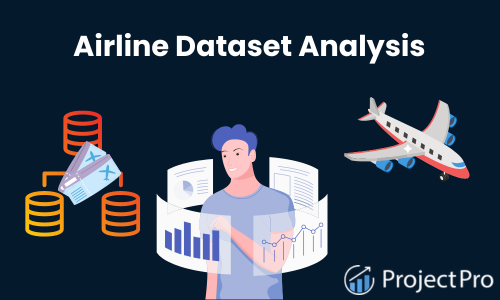 Airline Dataset Analysis
ProjectPro